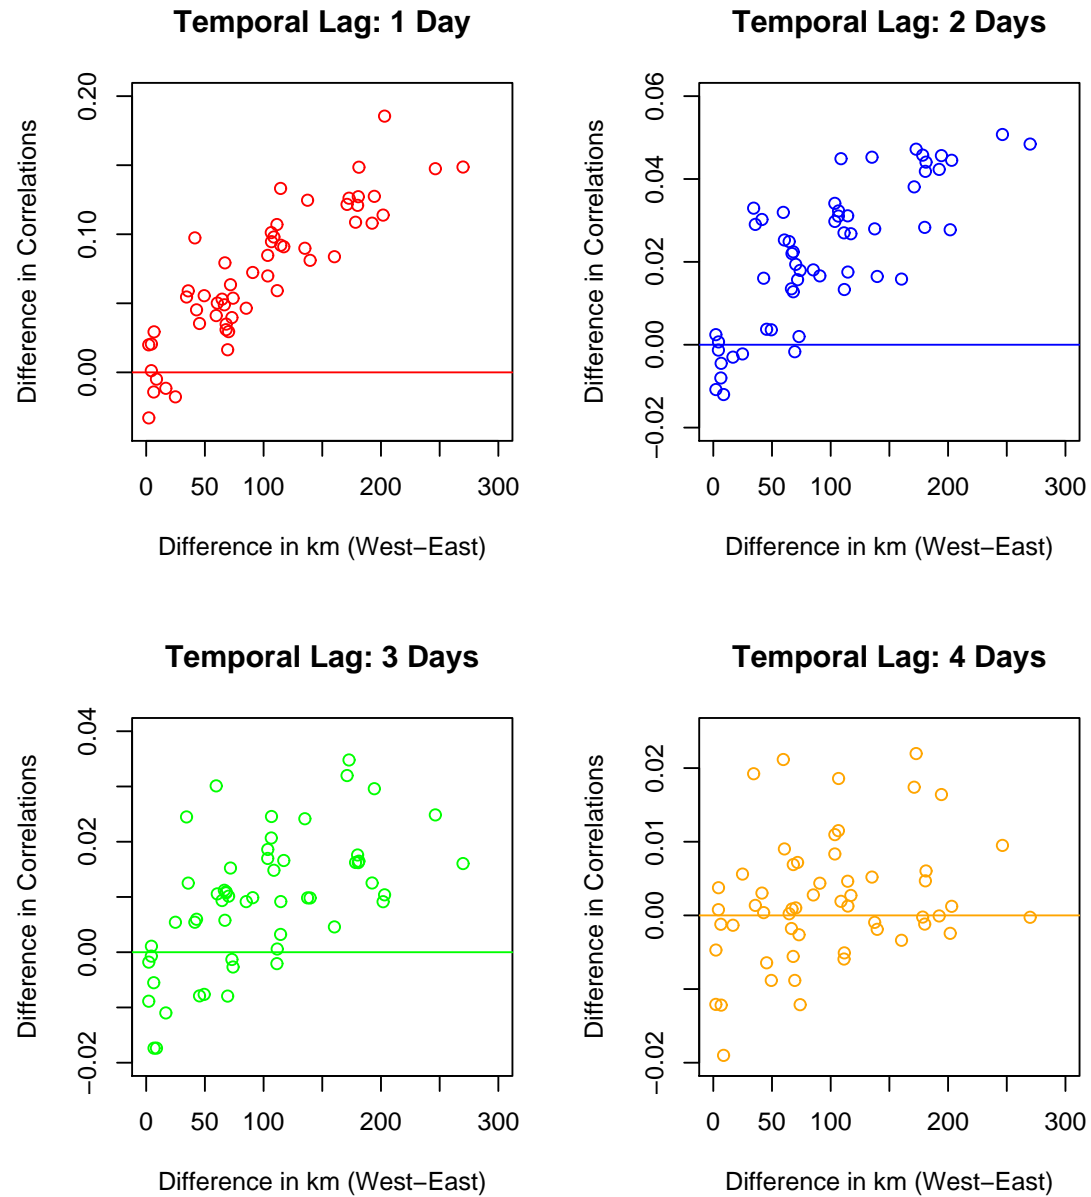 Temporal Lag: 1 Day
Difference in Correlations
0.00 0.10 0.20
0 50 100 200 300
Difference in km (West−East)
Temporal Lag: 2 Days
Difference in Correlations
−0.02 0.00 0.02 0.04 0.06
0 50 100 200 300
Difference in km (West−East)
Temporal Lag: 3 Days
Difference in Correlations
−0.02 0.00 0.02 0.04
0 50 100 200 300
Difference in km (West−East)
Temporal Lag: 4 Days
Difference in Correlations
−0.02 0.00 0.01 0.02
0 50 100 200 300
Difference in km (West−East)